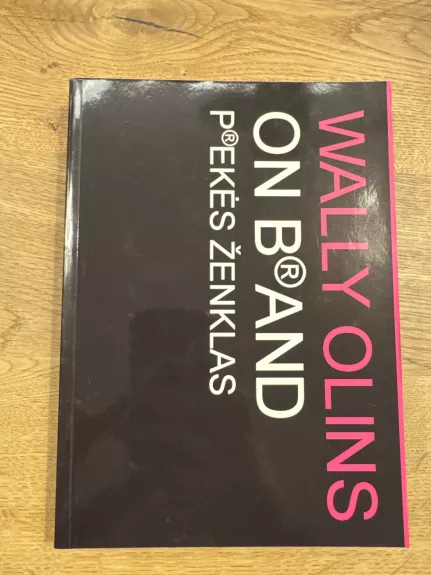 WALLY OLINS
ON B®AND
P®EKĖS ŽENKLAS